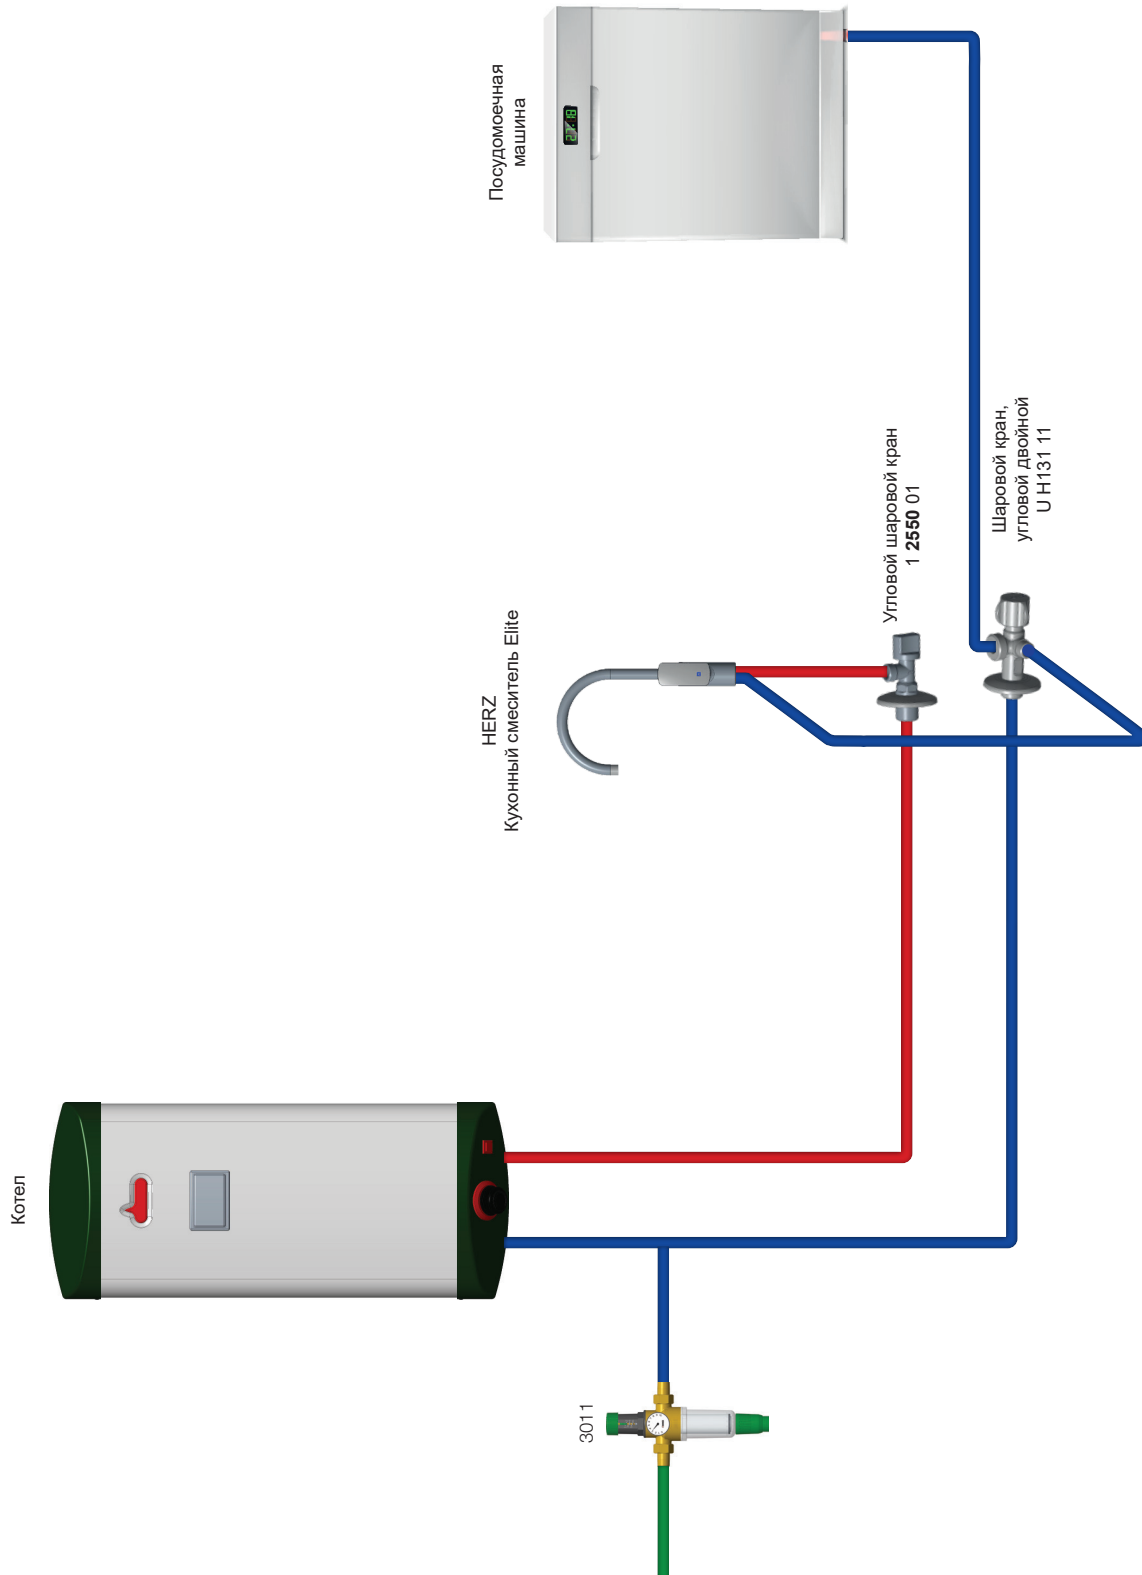 Котел
3011
HERZ
Кухонный смеситель Elite
Посудомоечная
машина
Угловой шаровой кран
1 2550 01
Шаровой кран,
угловой двойной
U H131 11